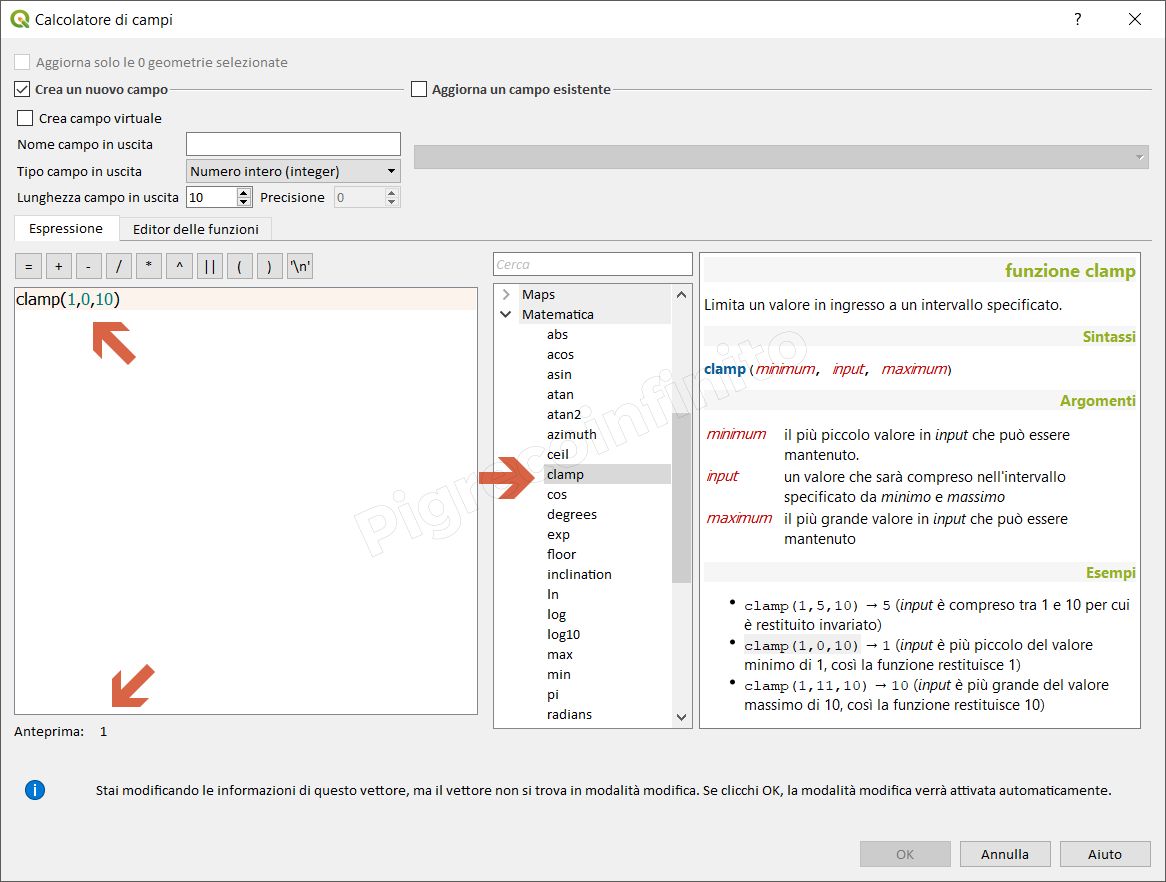 Calcolatore di campi
?
Aggiorna solo le 0 geometrie selezionate
Crea un nuovo campo
Aggiorna un campo esistente
Crea campo virtuale
Nome campo in uscita
Tipo campo in uscita Numero intero (integer)
Lunghezza campo in uscita 10 Precisione 0
Espressione Editor delle funzioni
= + - / * ^ || ( ) '\n'
clamp(1,0,10)
Anteprima: 1
Cerca
Maps
Matematica
abs
acos
asin
atan
atan2
azimuth
ceil
clamp
cos
degrees
exp
floor
inclination
ln
log
log10
max
min
pi
radians
funzione clamp
Limita un valore in ingresso a un intervallo specificato.
Sintassi
clamp(minimum, input, maximum)
Argomenti
minimum il più piccolo valore in input che può essere
mantenuto.
input un valore che sarà compreso nell'intervallo
specificato da minimo e massimo
maximum il più grande valore in input che può essere
mantenuto
Esempi
• clamp(1,5,10) → 5 (input è compreso tra 1 e 10 per cui
è restituito invariato)
• clamp(1,0,10) → 1 (input è più piccolo del valore
minimo di 1, così la funzione restituisce 1)
• clamp(1,11,10) → 10 (input è più grande del valore
massimo di 10, così la funzione restituisce 10)
Pigrecoinfinito
i
Stai modificando le informazioni di questo vettore, ma il vettore non si trova in modalità modifica. Se clicchi OK, la modalità modifica verrà attivata automaticamente.
OK Annulla Aiuto